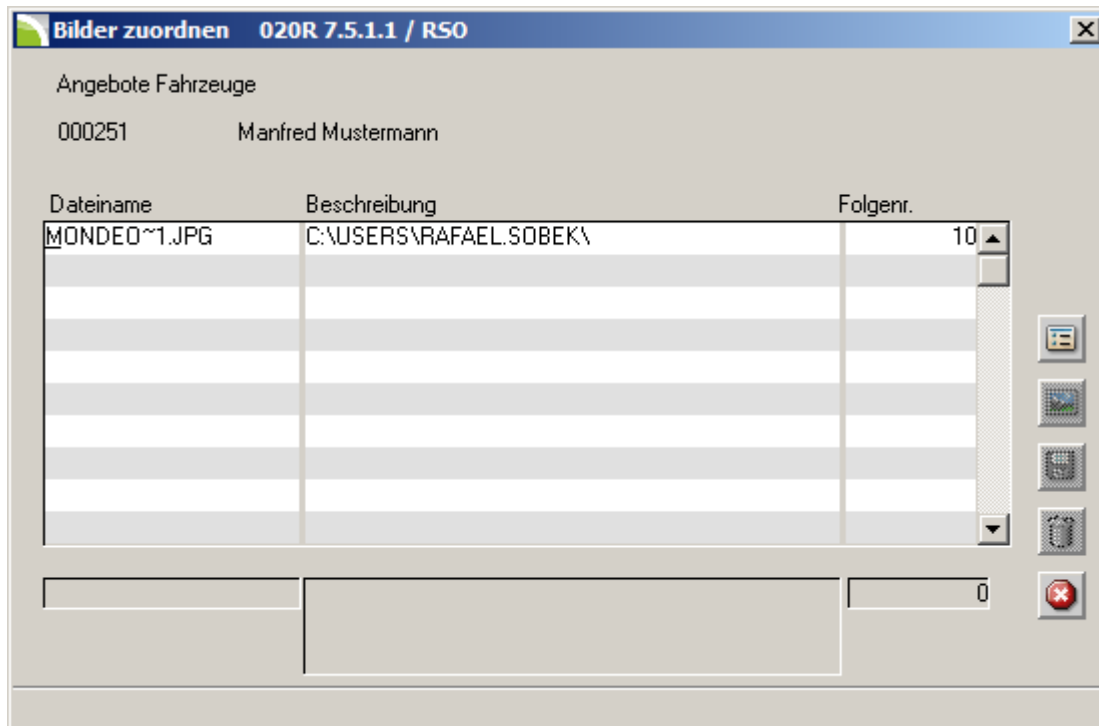 Bilder zuordnen 020R 7.5.1.1 / RSO
Angebote Fahrzeuge
000251 Manfred Mustermann
Dateiname Beschreibung Folgenr.
MONDEO~1.JPG C:\USERS\RAFAEL.SOBEK\ 10
0